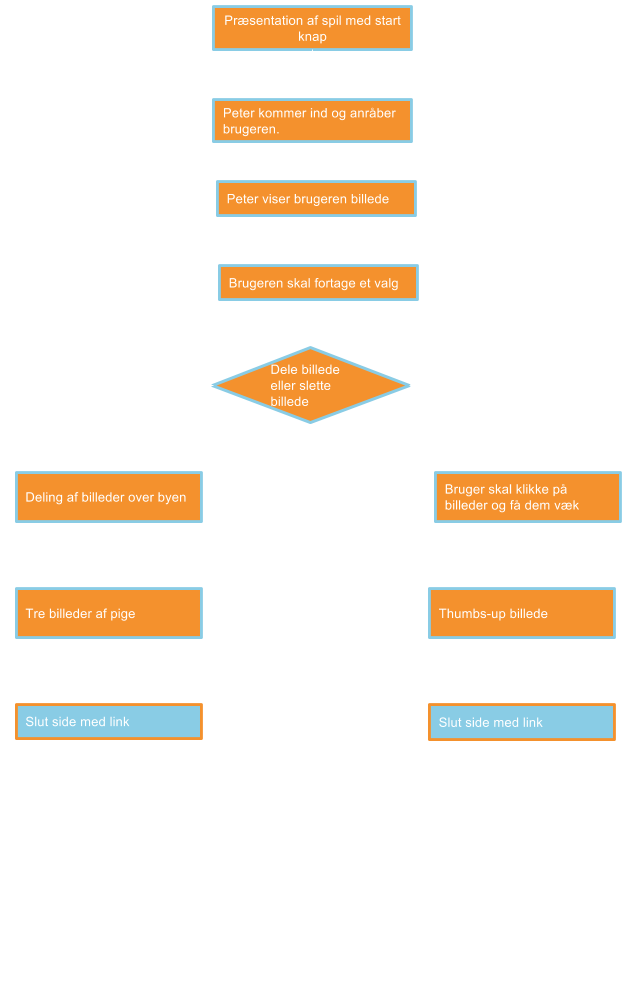 Præsentation af spil med start
knap
Peter kommer ind og anråber
brugeren.
Peter viser brugeren billede
Brugeren skal fortage et valg
Dele billede
eller slette
billede
Deling af billeder over byen
Bruger skal klikke på
billeder og få dem væk
Tre billeder af pige
Thumbs-up billede
Slut side med link
Slut side med link